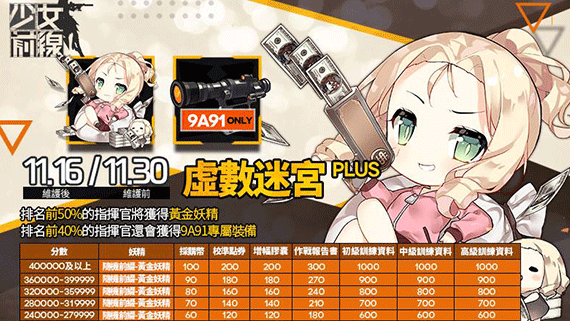 少女
前線
9A91 ONLY
11.16 / 11.30
維護後 維護前
虛數迷宮 PLUS
排名前50%的指揮官將獲得黃金妖精
排名前40%的指揮官還會獲得9A91專屬裝備
分數 妖精 採購幣 校準點券 增幅膠囊 作戰報告書 初級訓練資料 中級訓練資料 高級訓練資料
400000及以上 隨機前綴-黃金妖精 100 200 200 300 1000 1000 1000
360000-399999 隨機前綴-黃金妖精 90 180 180 270 900 900 900
320000-359999 隨機前綴-黃金妖精 80 160 160 240 800 800 800
280000-319999 隨機前綴-黃金妖精 70 140 140 210 700 700 700
240000-279999 隨機前綴-黃金妖精 60 120 120 180 600 600 600